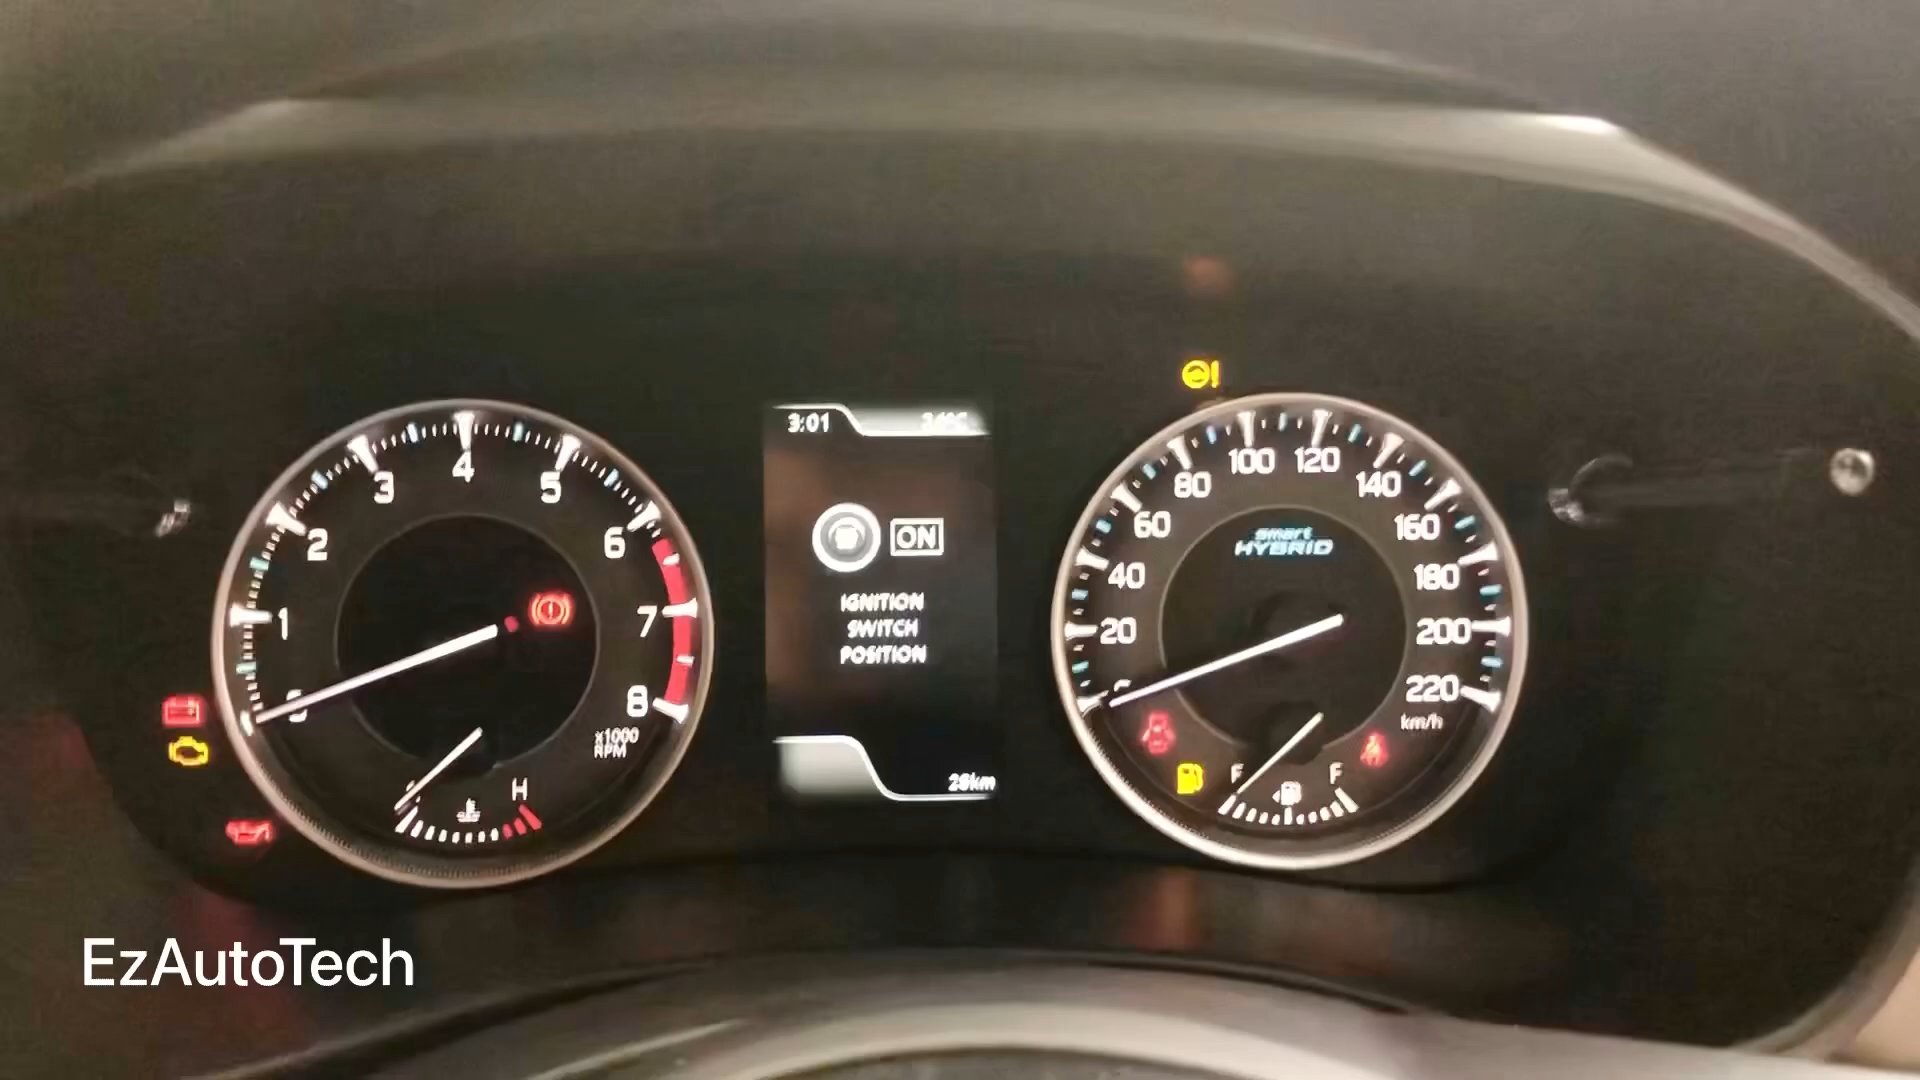 3:01
ON
IGNITION
SWITCH
POSITION
28km
1
2
3
4
5
6
7
8
x1000
RPM
H
20
40
60
80
100
120
140
160
180
200
220
km/h
smart
HYBRID
F
EzAutoTech